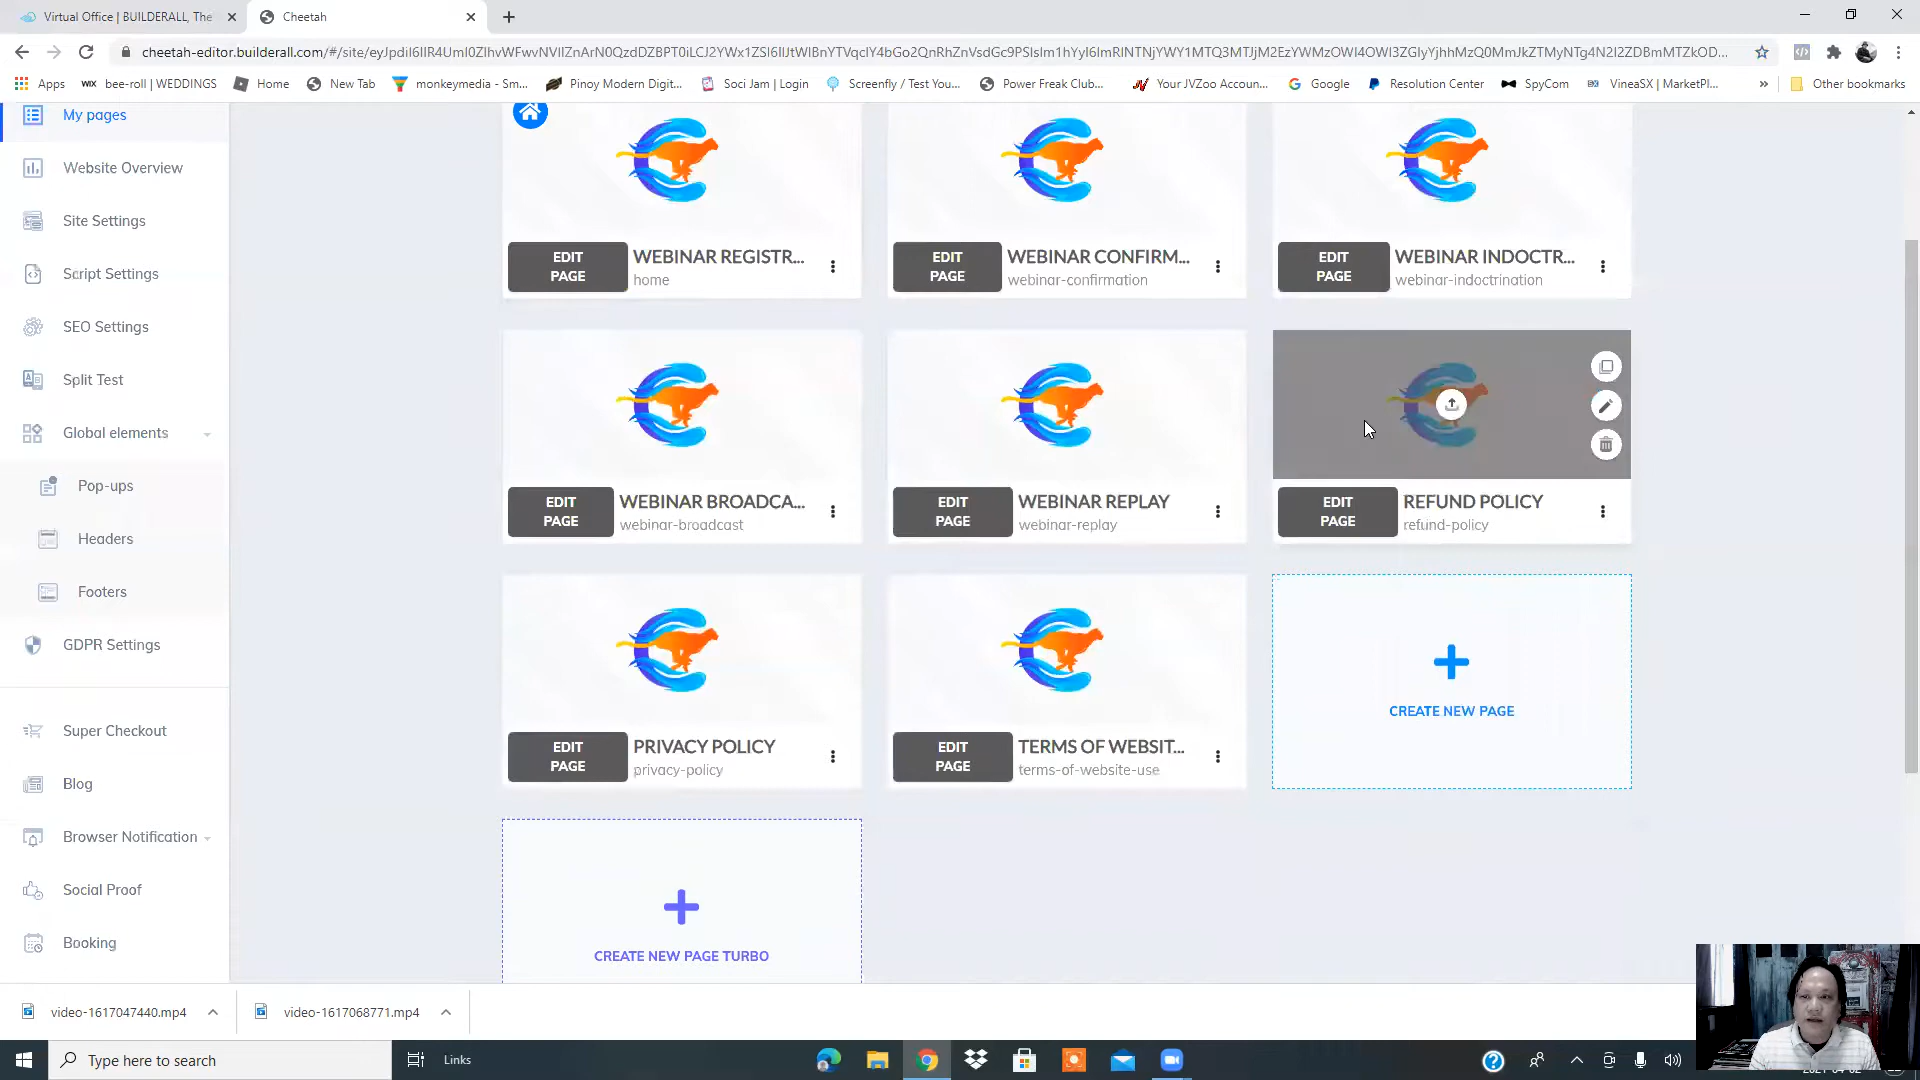 Virtual Office | BUILDERALL, The
Cheetah
Apps
WIX bee-roll | WEDDINGS
Home
New Tab
monkeymedia - Sm...
Pinoy Modern Digit...
Soci Jam | Login
Screenfly / Test You...
Power Freak Club...
Your JVZoo Accoun...
Google
Resolution Center
SpyCom
VineaSX | MarketPl...
Other bookmarks
My pages
Website Overview
Site Settings
Script Settings
SEO Settings
Split Test
Global elements
Pop-ups
Headers
Footers
GDPR Settings
Super Checkout
Blog
Browser Notification
Social Proof
Booking
EDIT
PAGE
WEBINAR REGISTR...
home
EDIT
PAGE
WEBINAR CONFIRM...
webinar-confirmation
EDIT
PAGE
WEBINAR INDOCTR...
webinar-indoctrination
EDIT
PAGE
WEBINAR BROADCA...
webinar-broadcast
EDIT
PAGE
WEBINAR REPLAY
webinar-replay
EDIT
PAGE
REFUND POLICY
refund-policy
EDIT
PAGE
PRIVACY POLICY
privacy-policy
EDIT
PAGE
TERMS OF WEBSIT...
terms-of-website-use
CREATE NEW PAGE
CREATE NEW PAGE TURBO
video-1617047440.mp4
video-1617068771.mp4
Type here to search
Links